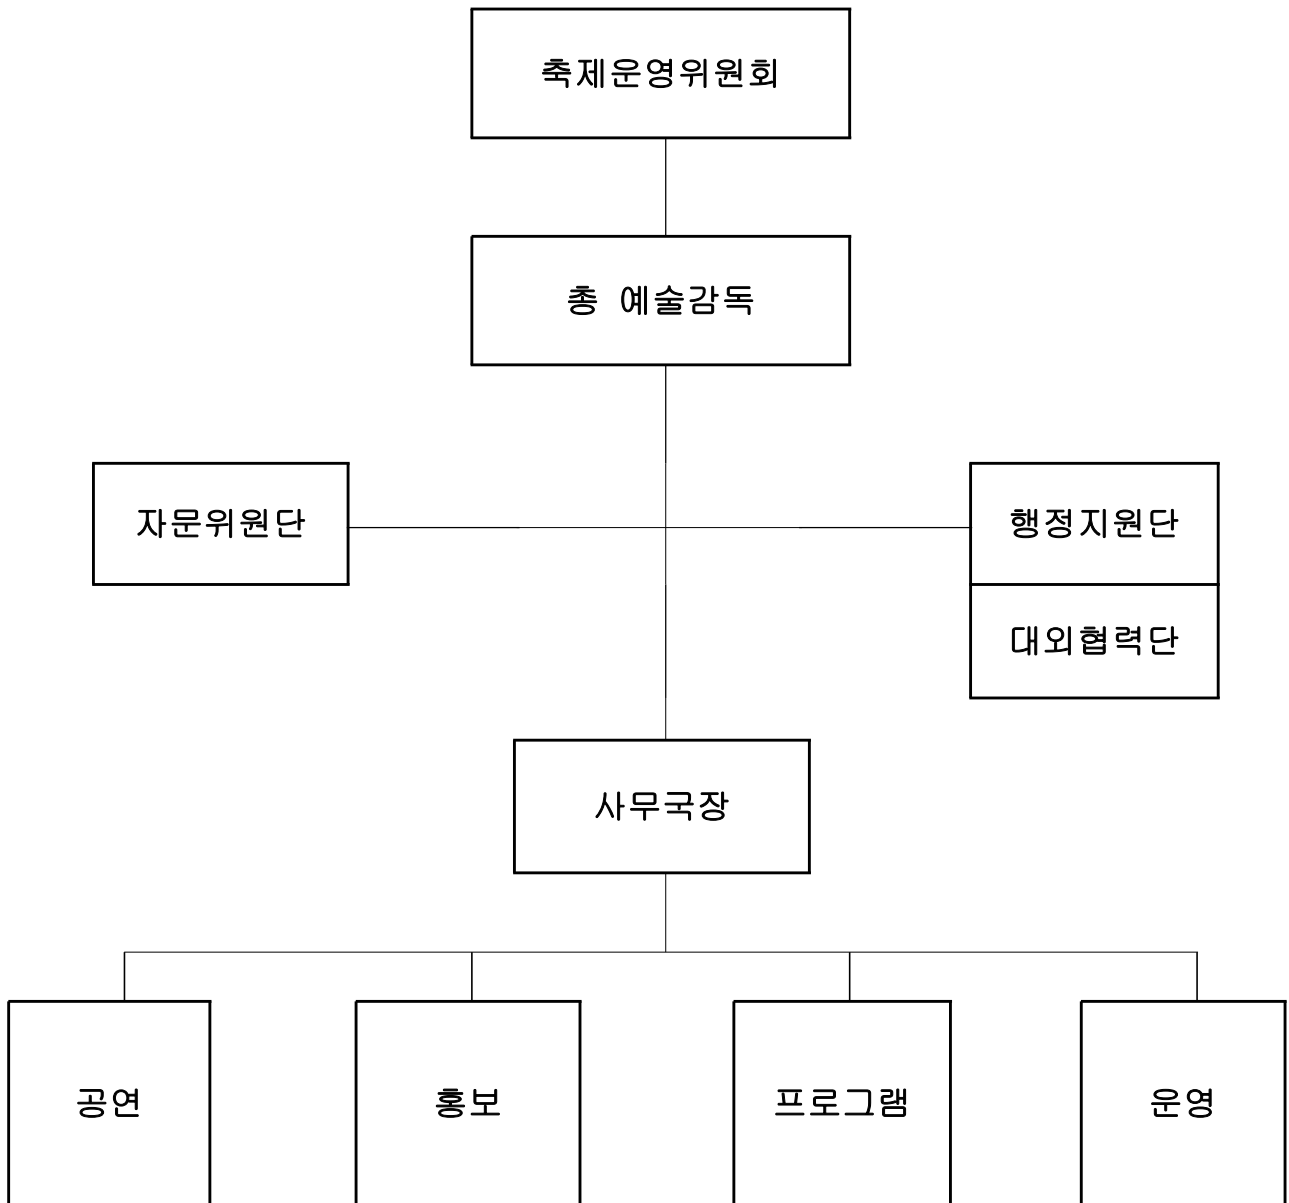 축제운영위원회
총 예술감독
자문위원단
행정지원단
대외협력단
사무국장
공연
홍보
프로그램
운영